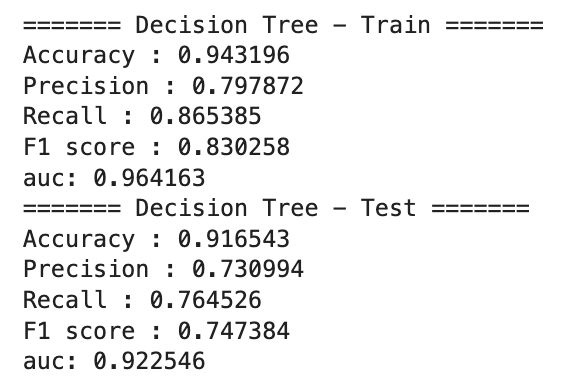 ======= Decision Tree - Train =======
Accuracy : 0.943196
Precision : 0.797872
Recall : 0.865385
F1 score : 0.830258
auc: 0.964163
======= Decision Tree - Test =======
Accuracy : 0.916543
Precision : 0.730994
Recall : 0.764526
F1 score : 0.747384
auc: 0.922546